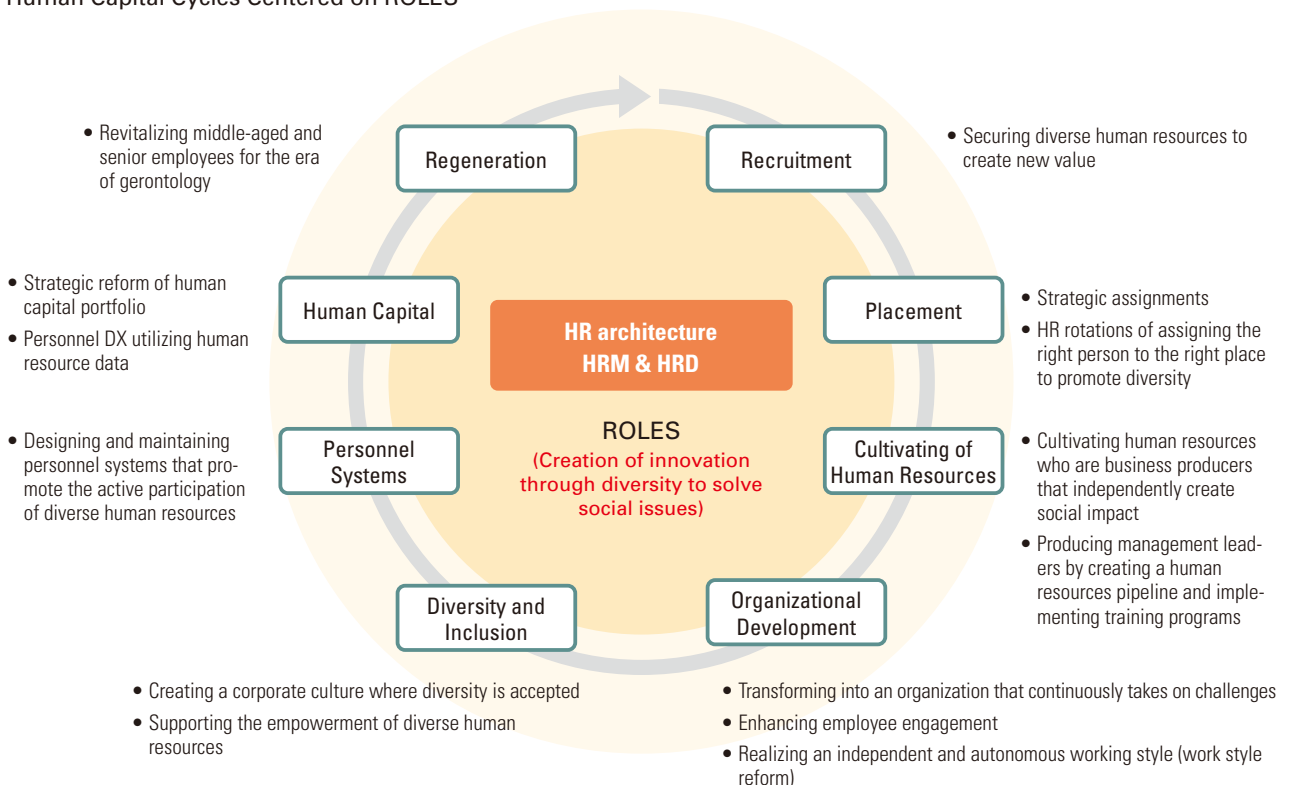 Human Capital Cycles Centered on ROLES
Regeneration
• Revitalizing middle-aged and
senior employees for the era
of gerontology
Recruitment
• Securing diverse human resources to
create new value
Human Capital
• Strategic reform of human
capital portfolio
• Personnel DX utilizing human
resource data
Placement
• Strategic assignments
• HR rotations of assigning the
right person to the right place
to promote diversity
HR architecture
HRM & HRD
ROLES
(Creation of innovation
through diversity to solve
social issues)
Personnel
Systems
• Designing and maintaining
personnel systems that pro-
mote the active participation
of diverse human resources
Cultivating of
Human Resources
• Cultivating human resources
who are business producers
that independently create
social impact
• Producing management lead-
ers by creating a human
resources pipeline and imple-
menting training programs
Diversity and
Inclusion
• Creating a corporate culture where diversity is accepted
• Supporting the empowerment of diverse human
resources
Organizational
Development
• Transforming into an organization that continuously takes on challenges
• Enhancing employee engagement
• Realizing an independent and autonomous working style (work style
reform)